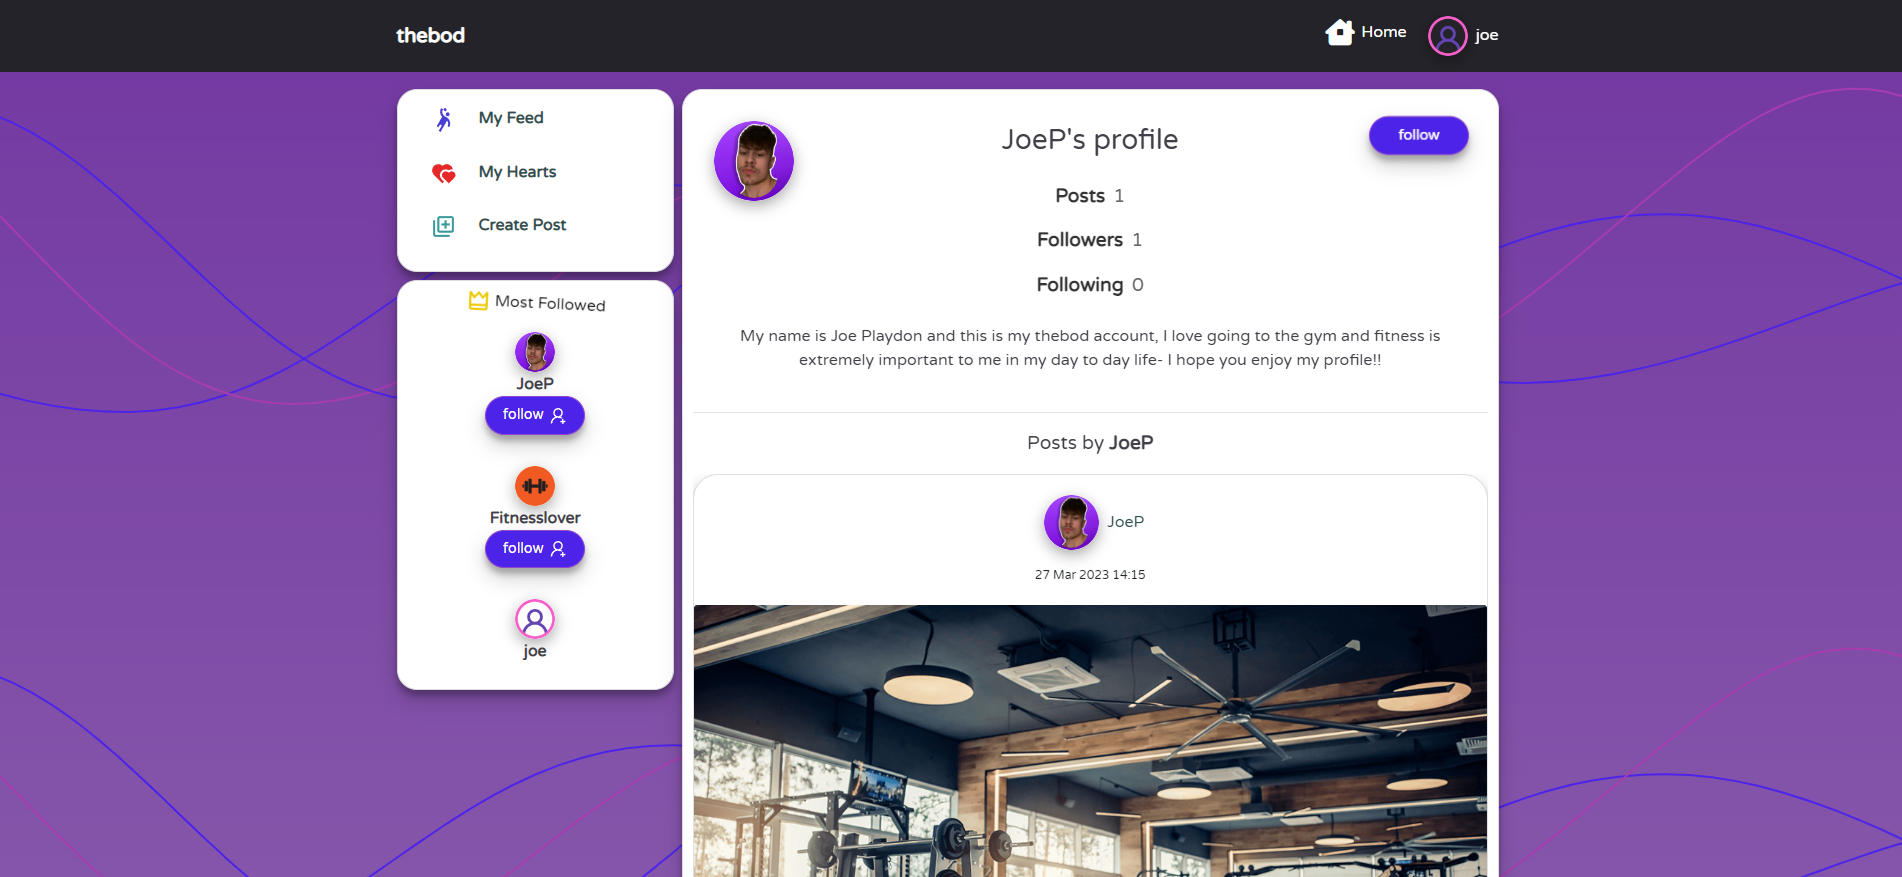 thebod
Home
joe
My Feed
My Hearts
Create Post
Most Followed
JoeP
follow
Fitnesslover
follow
joe
JoeP's profile
follow
Posts 1
Followers 1
Following 0
My name is Joe Playdon and this is my thebod account, I love going to the gym and fitness is
extremely important to me in my day to day life- I hope you enjoy my profile!!
Posts by JoeP
JoeP
27 Mar 2023 14:15